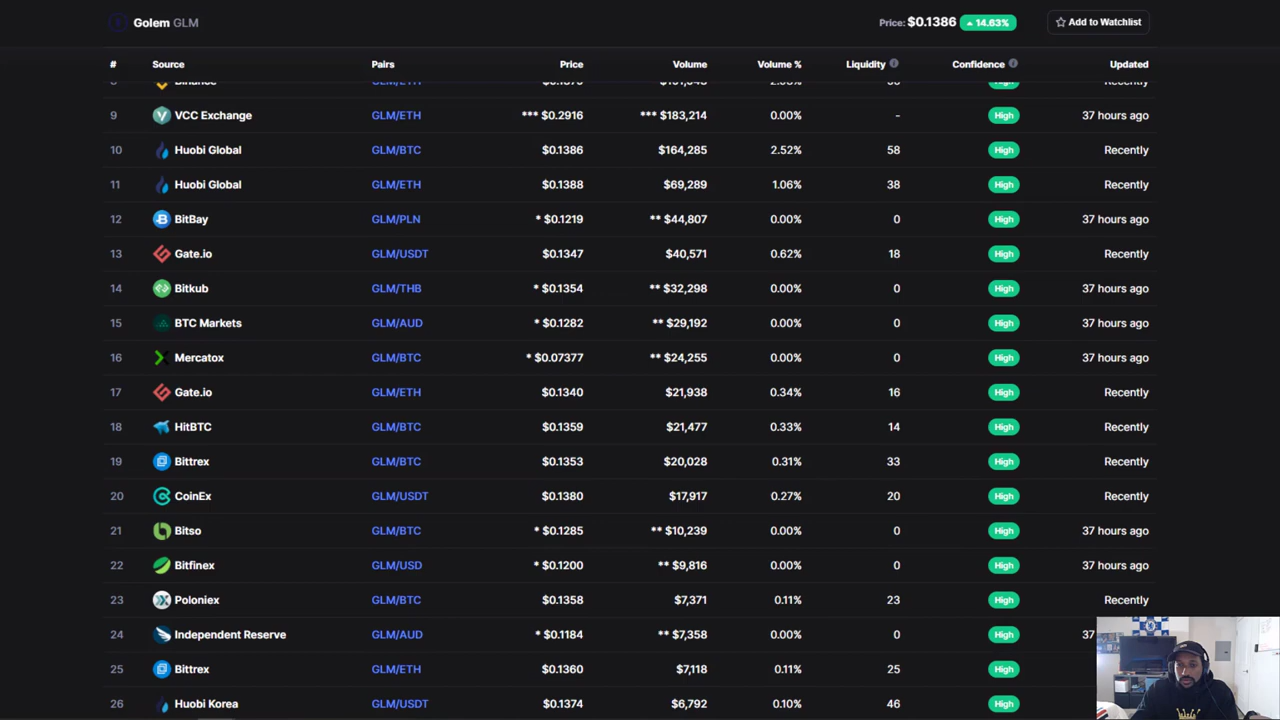 Golem GLM Price: $0.1386 14.63% Add to Watchlist
# Source Pairs Price Volume Volume % Liquidity Confidence Updated
Binance GLM/ETH High Recently
9 VCC Exchange GLM/ETH *** $0.2616 *** $183,214 0.00% - High 37 hours ago
10 Huobi Global GLM/BTC $0.1386 $164,285 2.52% 58 High Recently
11 Huobi Global GLM/ETH $0.1388 $69,289 1.06% 38 High Recently
12 BitBay GLM/PLN * $0.1219 ** $44,807 0.00% 0 High 37 hours ago
13 Gate.io GLM/USDT $0.1347 $40,571 0.62% 18 High Recently
14 Bitkub GLM/THB * $0.1354 ** $32,298 0.00% 0 High 37 hours ago
15 BTC Markets GLM/AUD * $0.1282 ** $29,192 0.00% 0 High 37 hours ago
16 Mercatox GLM/BTC * $0.07377 ** $24,255 0.00% 0 High 37 hours ago
17 Gate.io GLM/ETH $0.1340 $21,938 0.34% 16 High Recently
18 HitBTC GLM/BTC $0.1359 $21,477 0.33% 14 High Recently
19 Bittrex GLM/BTC $0.1353 $20,028 0.31% 33 High Recently
20 CoinEx GLM/USDT $0.1380 $17,917 0.27% 20 High Recently
21 Bitso GLM/BTC * $0.1285 ** $10,239 0.00% 0 High 37 hours ago
22 Bitfinex GLM/USD * $0.1200 ** $9,816 0.00% 0 High 37 hours ago
23 Poloniex GLM/BTC $0.1358 $7,371 0.11% 23 High Recently
24 Independent Reserve GLM/AUD * $0.1184 ** $7,358 0.00% 0 High 37
25 Bittrex GLM/ETH $0.1360 $7,118 0.11% 25 High
26 Huobi Korea GLM/USDT $0.1374 $6,792 0.10% 46 High